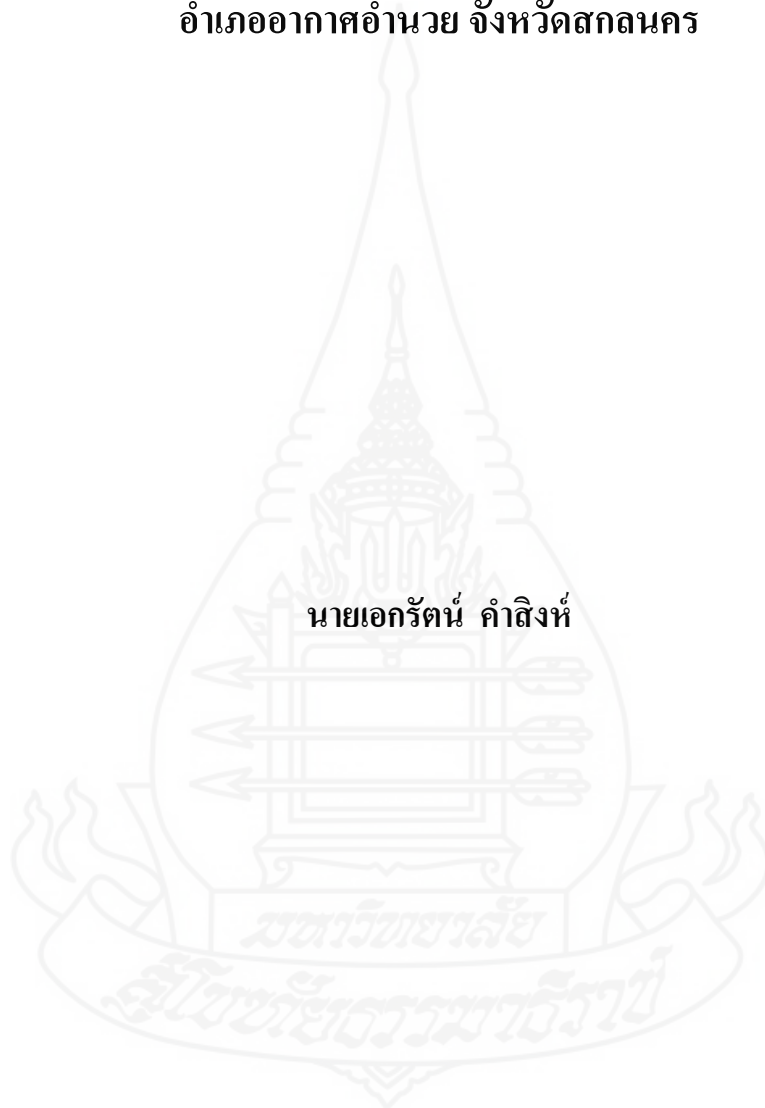 อำเภออากาศอำนวย จังหวัดสกลนคร
นายเอกรัตน์ คำสิงห์
มหาวิทยาลัย
สุโขทัยธรรมาธิราช